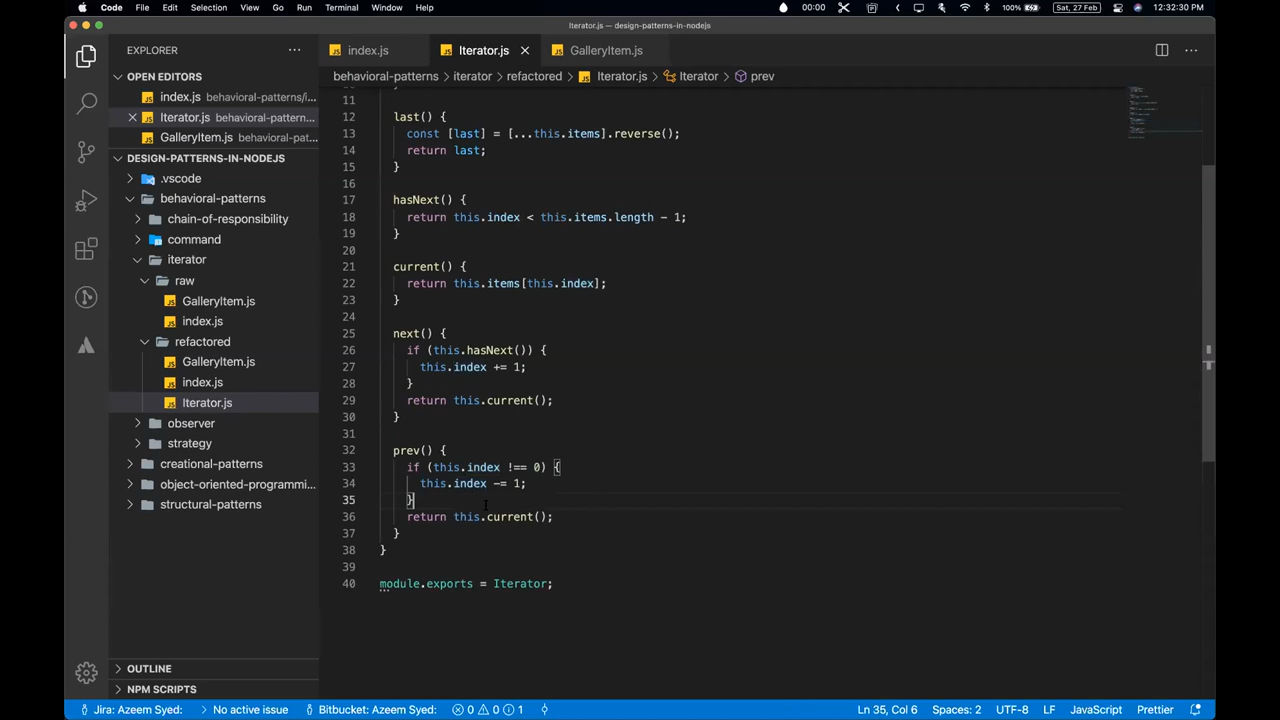 Code File Edit Selection View Go Run Terminal Window Help 00:00 100% Sat, 27 Feb 12:32:30 PM
Iterator.js — design-patterns-in-nodejs
EXPLORER
OPEN EDITORS
index.js behavioral-patterns/i...
Iterator.js behavioral-pattern...
GalleryItem.js behavioral-pat...
DESIGN-PATTERNS-IN-NODEJS
.vscode
behavioral-patterns
chain-of-responsibility
command
iterator
raw
GalleryItem.js
index.js
refactored
GalleryItem.js
index.js
Iterator.js
observer
strategy
creational-patterns
object-oriented-programmi...
structural-patterns
OUTLINE
NPM SCRIPTS
index.js Iterator.js GalleryItem.js
behavioral-patterns > iterator > refactored > Iterator.js > Iterator > prev
11
12 last() {
13 const [last] = [...this.items].reverse();
14 return last;
15 }
16
17 hasNext() {
18 return this.index < this.items.length - 1;
19 }
20
21 current() {
22 return this.items[this.index];
23 }
24
25 next() {
26 if (this.hasNext()) {
27 this.index += 1;
28 }
29 return this.current();
30 }
31
32 prev() {
33 if (this.index !== 0) {
34 this.index -= 1;
35 }
36 return this.current();
37 }
38 }
39
40 module.exports = Iterator;
Jira: Azeem Syed: No active issue Bitbucket: Azeem Syed: 0 0 1 Ln 35, Col 6 Spaces: 2 UTF-8 LF JavaScript Prettier